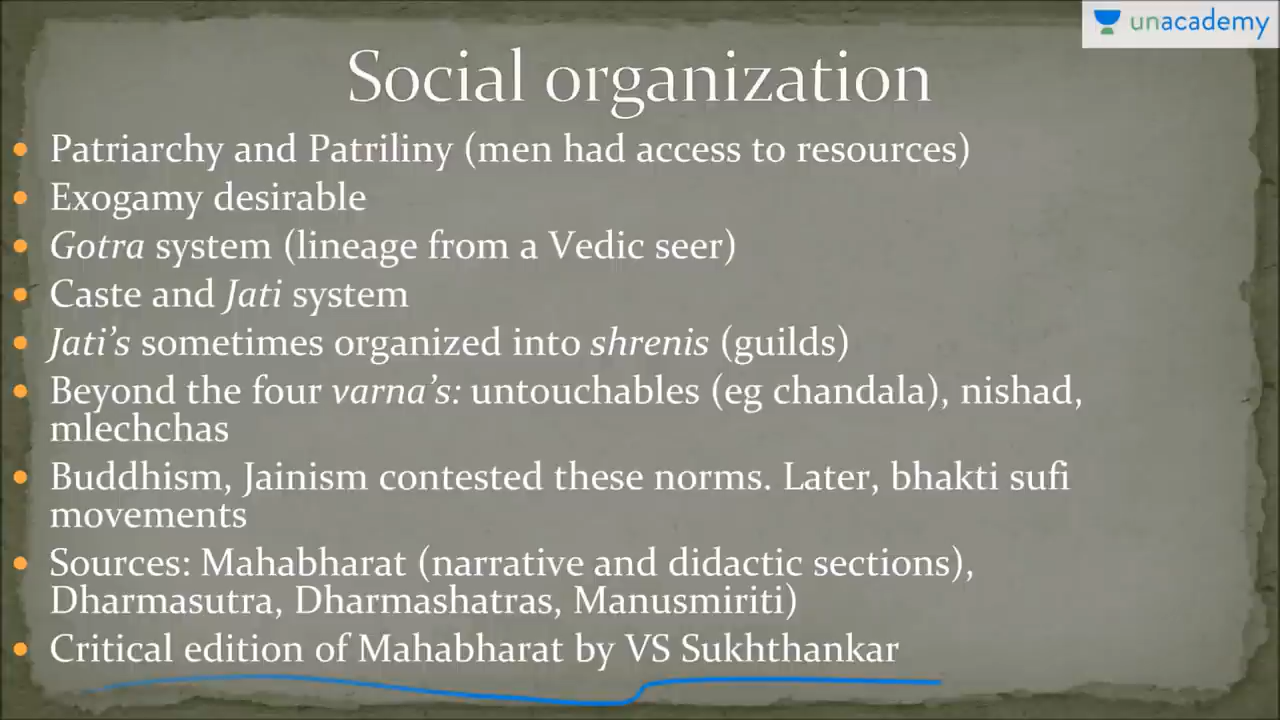 unacademy
Social organization
Patriarchy and Patriliny (men had access to resources)
Exogamy desirable
Gotra system (lineage from a Vedic seer)
Caste and Jati system
Jati's sometimes organized into shrenis (guilds)
Beyond the four varna's: untouchables (eg chandala), nishad,
mlechchas
Buddhism, Jainism contested these norms. Later, bhakti sufi
movements
Sources: Mahabharat (narrative and didactic sections),
Dharmasutra, Dharmashatras, Manusmiriti)
Critical edition of Mahabharat by VS Sukhthankar